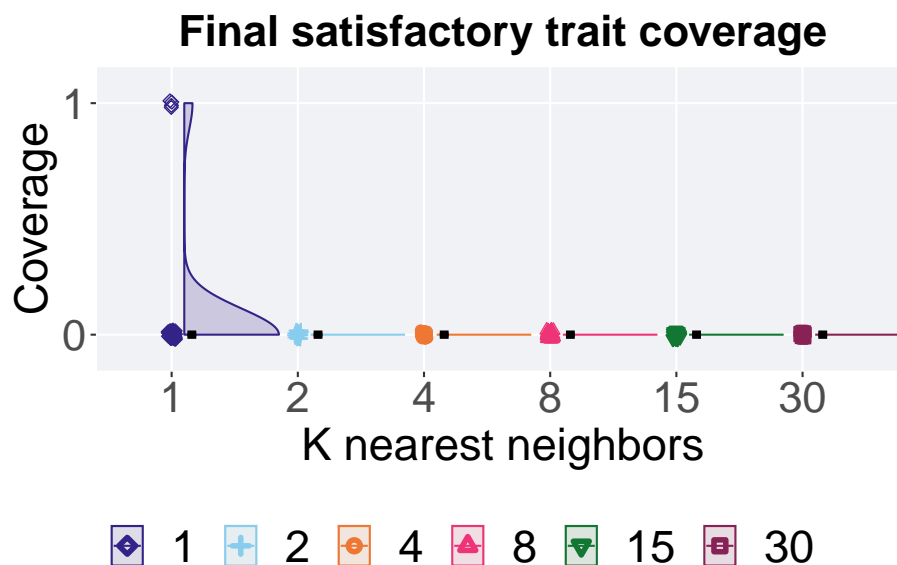 Final satisfactory trait coverage
1
0
Coverage
1 2 4 8 15 30
K nearest neighbors
1 2 4 8 15 30